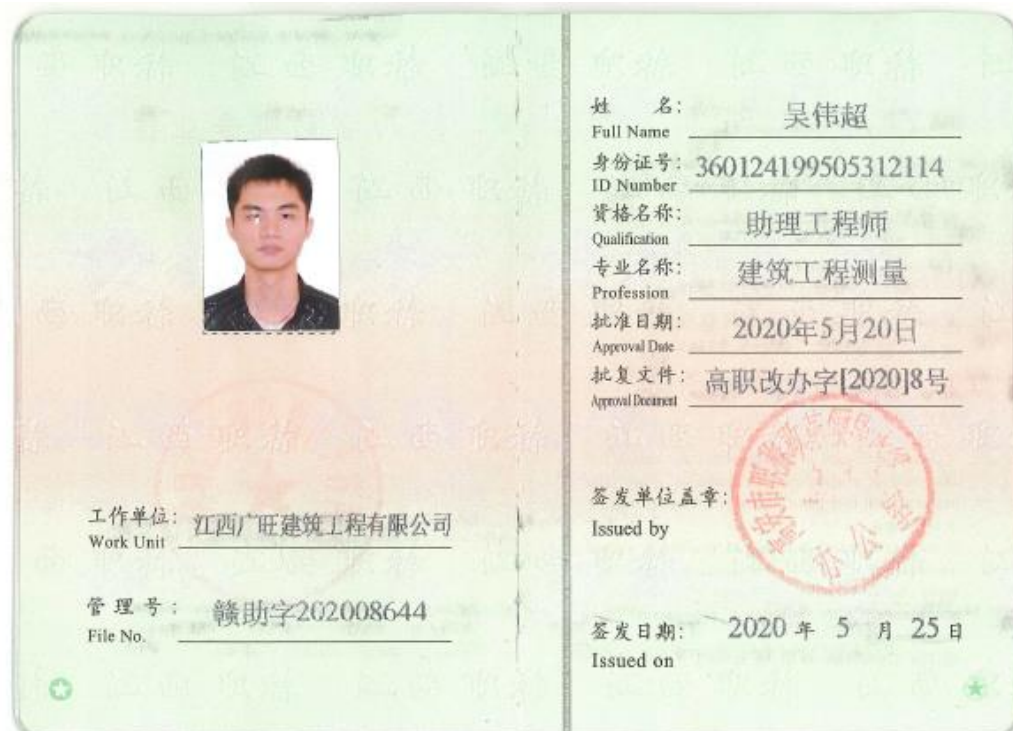 工作单位: 江西广旺建筑工程有限公司
Work Unit
管理号: 赣助字202008644
File No.
姓 名: 吴伟超
Full Name
身份证号: 360124199505312114
ID Number
资格名称: 助理工程师
Qualification
专业名称: 建筑工程测量
Profession
批准日期: 2020年5月20日
Approval Date
批复文件: 高职改办字[2020]8号
Approval Document
签发单位盖章:
Issued by
办公
签发日期: 2020 年 5 月 25 日
Issued on